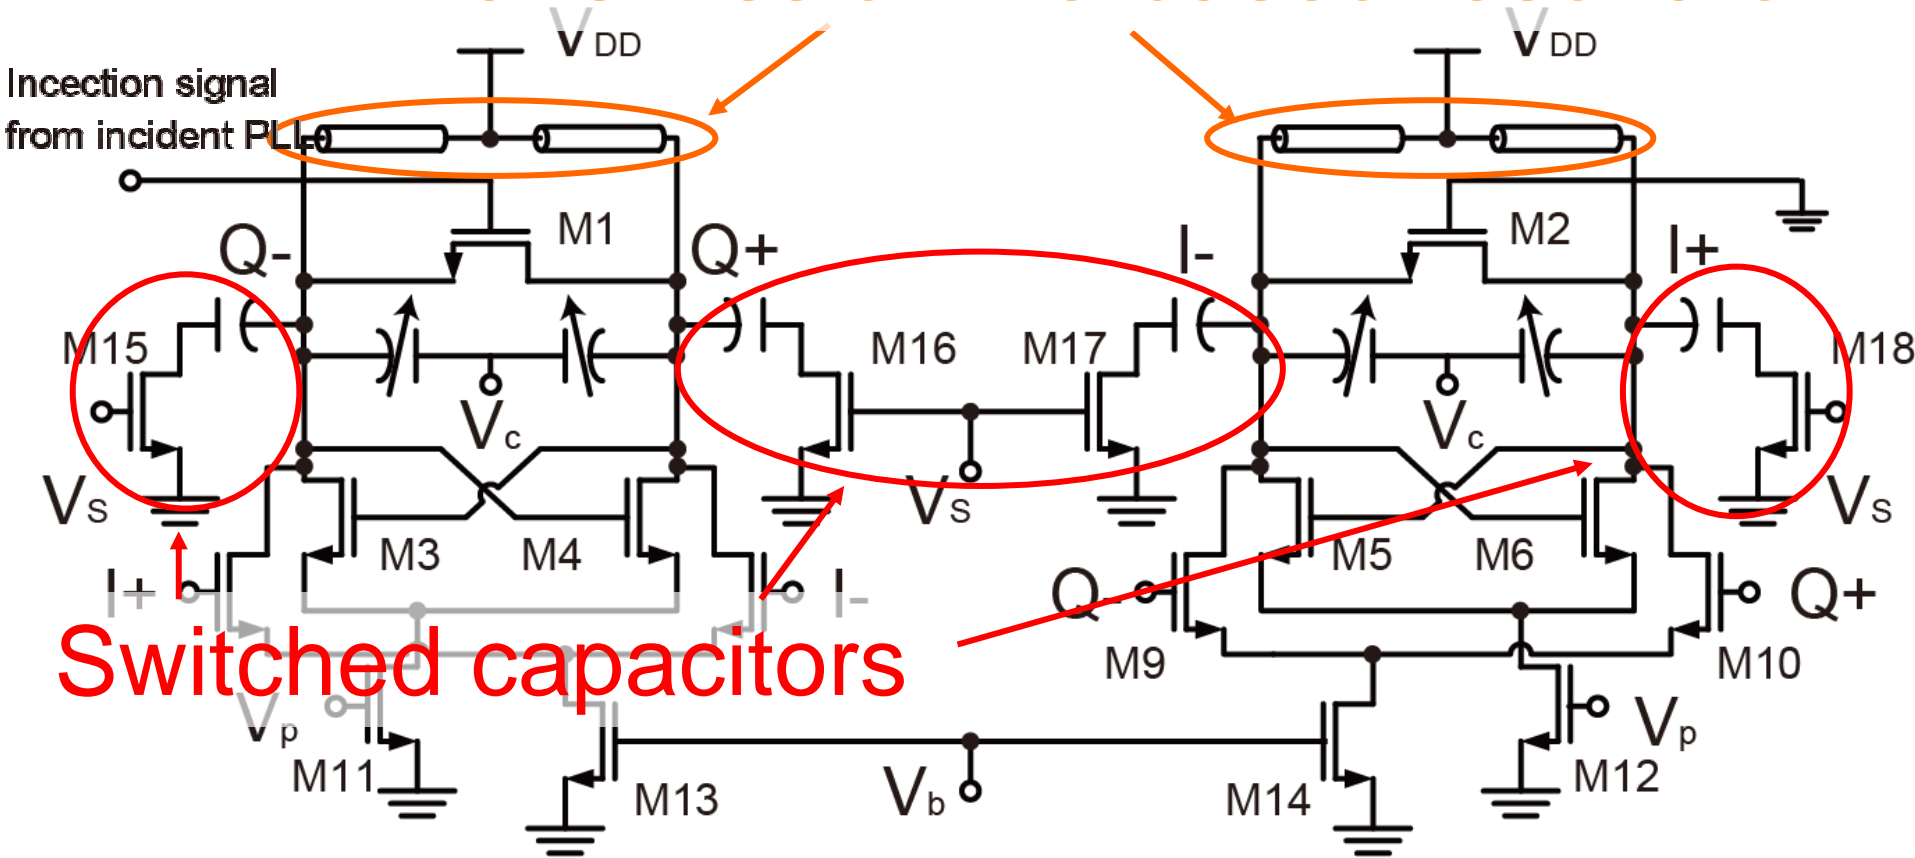 VDD
VDD
Incection signal
from incident PLL
M1
M2
Q-
Q+
I-
I+
M15
M16
M17
M18
Vc
Vc
Vs
Vs
Vs
M3
M4
M5
M6
I+
I-
Q-
Q+
Switched capacitors
M9
M10
Vp
Vp
M11
M12
M13
Vb
M14